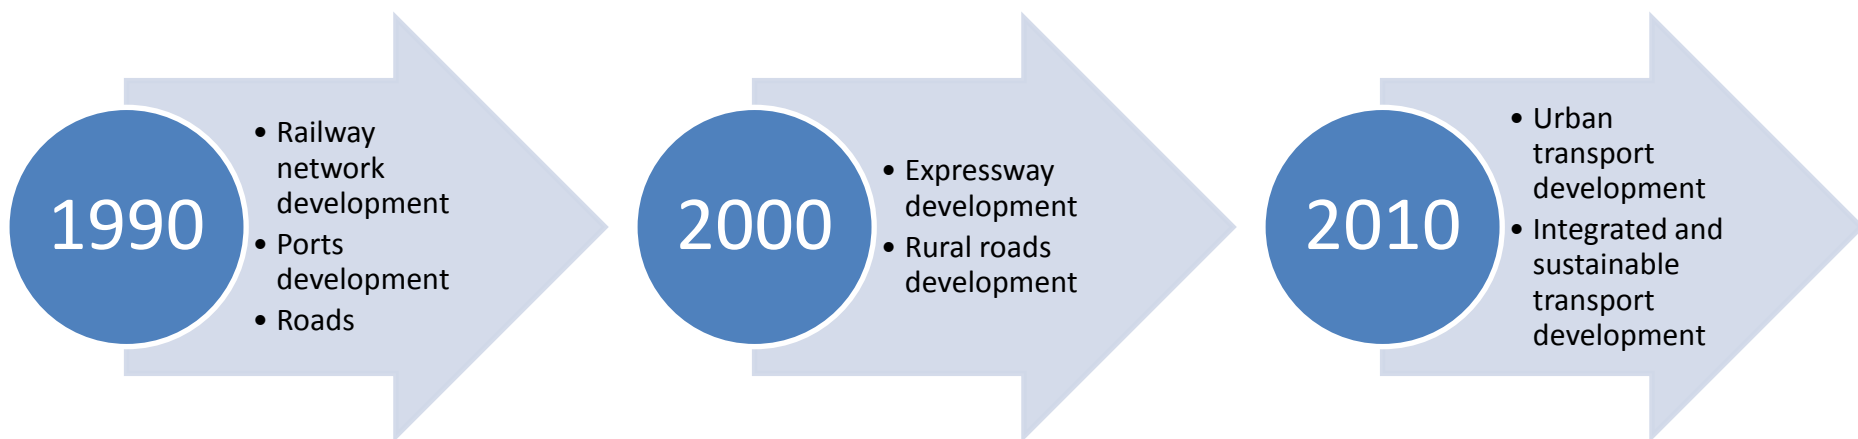 1990
• Railway
network
development
• Ports
development
• Roads
2000
• Expressway
development
• Rural roads
development
2010
• Urban
transport
development
• Integrated and
sustainable
transport
development